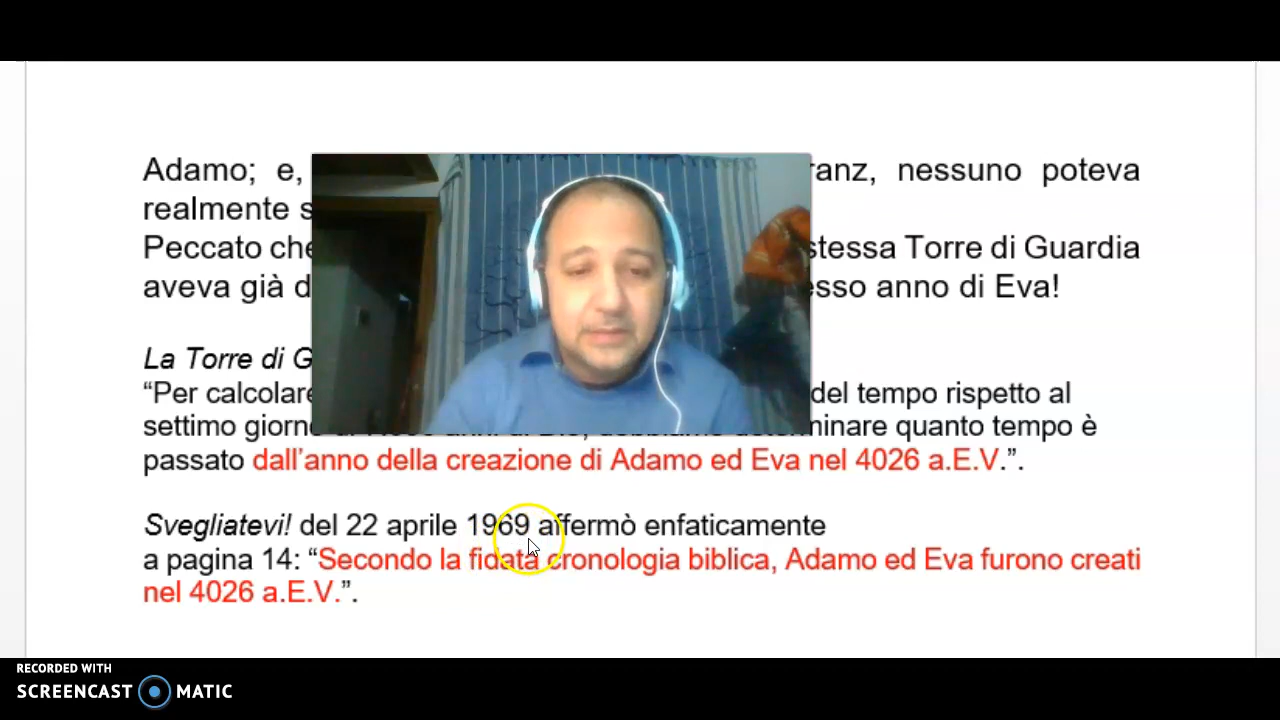 Adamo; e, ranz, nessuno poteva
realmente s
Peccato che stessa Torre di Guardia
aveva già d esso anno di Eva!
La Torre di G
“Per calcolare del tempo rispetto al
settimo giorno minare quanto tempo è
passato dall’anno della creazione di Adamo ed Eva nel 4026 a.E.V.”.
Svegliatevi! del 22 aprile 1969 affermò enfaticamente
a pagina 14: “Secondo la fidata cronologia biblica, Adamo ed Eva furono creati
nel 4026 a.E.V.”.
RECORDED WITH
SCREENCAST MATIC